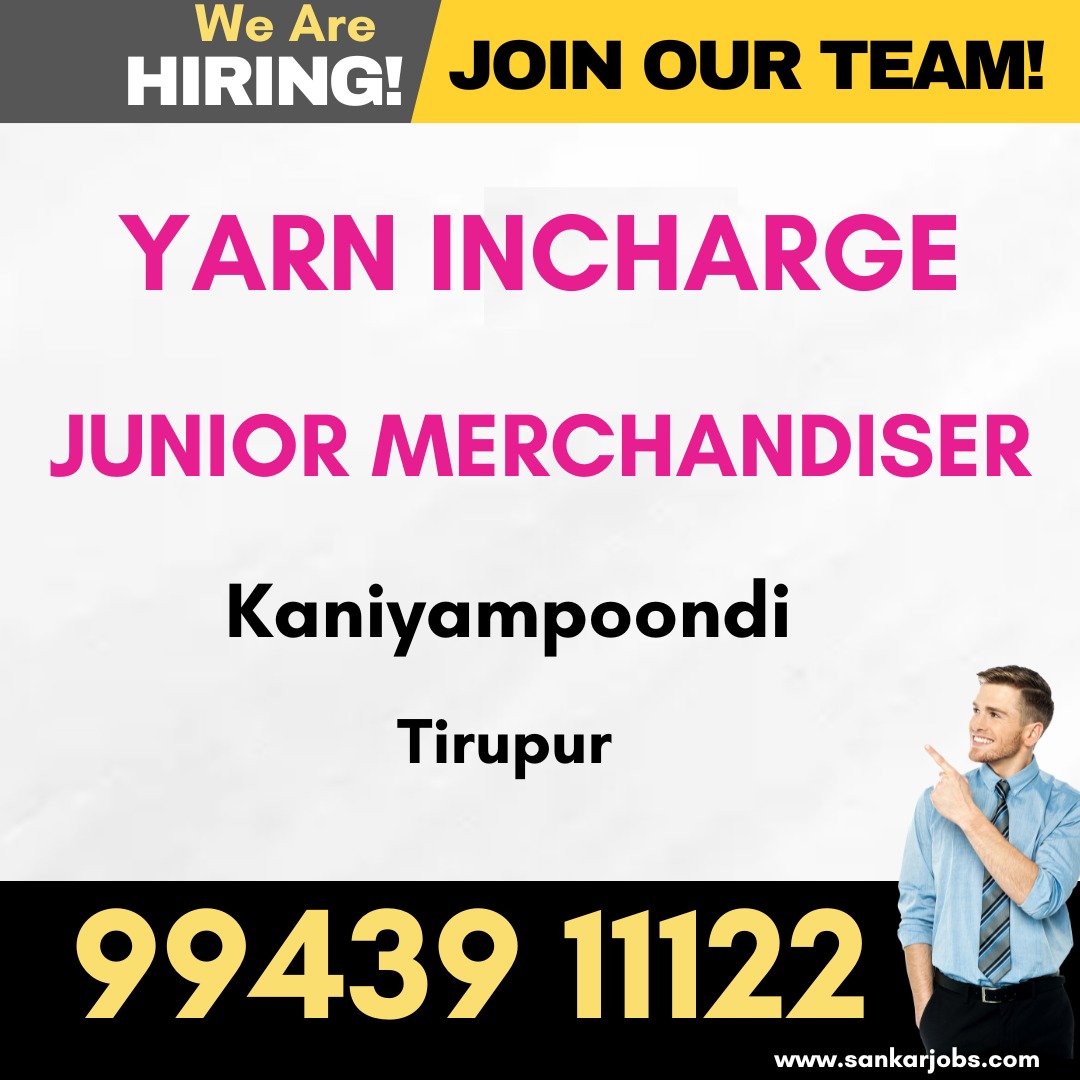 We Are
HIRING!
JOIN OUR TEAM!
YARN INCHARGE
JUNIOR MERCHANDISER
Kaniyampoondi
Tirupur
99439 11122
www.sankarjobs.com